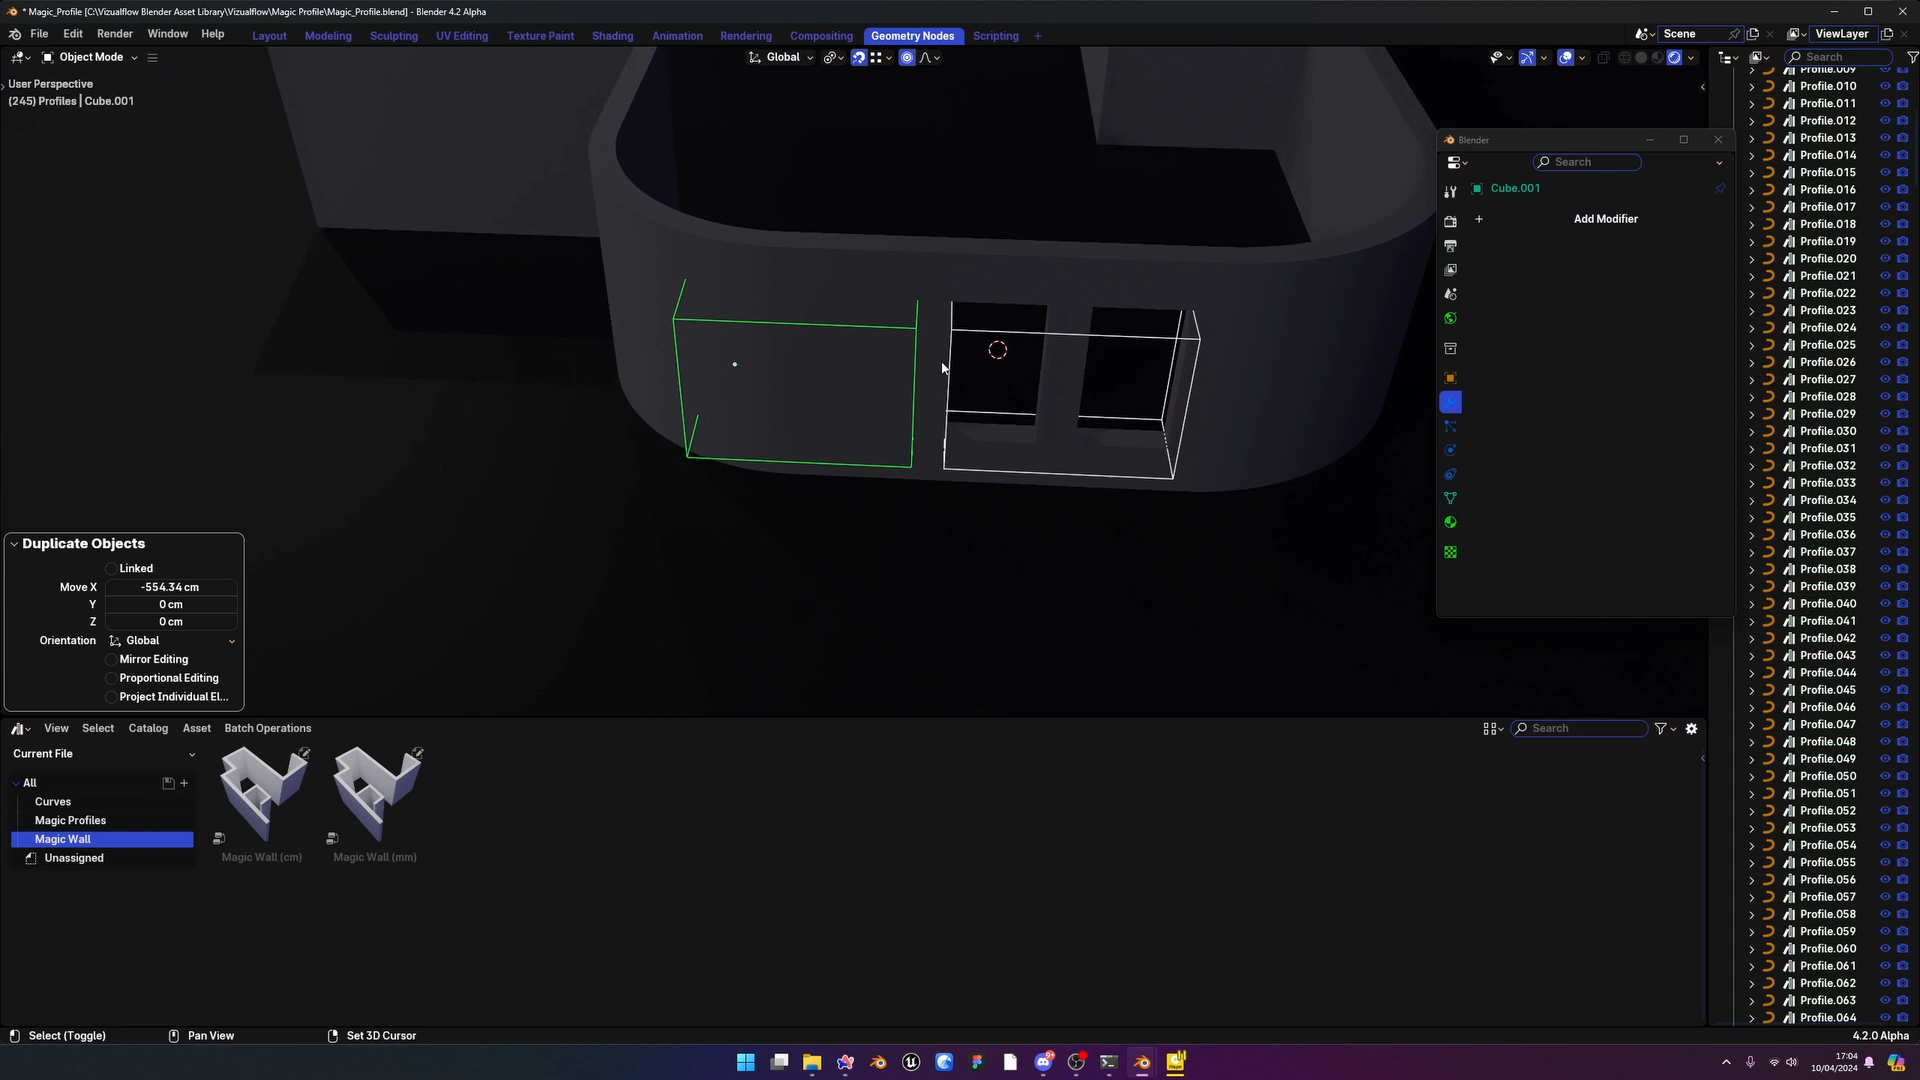 * Magic_Profile [C:\Vizualflow Blender Asset Library\Vizualflow\Magic Profile\Magic_Profile.blend] - Blender 4.2 Alpha
File Edit Render Window Help
Layout Modeling Sculpting UV Editing Texture Paint Shading Animation Rendering Compositing Geometry Nodes Scripting +
Scene
ViewLayer
Object Mode
Global
Search
User Perspective
(245) Profiles | Cube.001
Blender
Search
Cube.001
+ Add Modifier
Profile.009
Profile.010
Profile.011
Profile.012
Profile.013
Profile.014
Profile.015
Profile.016
Profile.017
Profile.018
Profile.019
Profile.020
Profile.021
Profile.022
Profile.023
Profile.024
Profile.025
Profile.026
Profile.027
Profile.028
Profile.029
Profile.030
Profile.031
Profile.032
Profile.033
Profile.034
Profile.035
Profile.036
Profile.037
Profile.038
Profile.039
Profile.040
Profile.041
Profile.042
Profile.043
Profile.044
Profile.045
Profile.046
Profile.047
Profile.048
Profile.049
Profile.050
Profile.051
Profile.052
Profile.053
Profile.054
Profile.055
Profile.056
Profile.057
Profile.058
Profile.059
Profile.060
Profile.061
Profile.062
Profile.063
Profile.064
Duplicate Objects
Linked
Move X -554.34 cm
Y 0 cm
Z 0 cm
Orientation Global
Mirror Editing
Proportional Editing
Project Individual El...
View Select Catalog Asset Batch Operations
Search
Current File
All
Curves
Magic Profiles
Magic Wall
Unassigned
Magic Wall (cm)
Magic Wall (mm)
Select (Toggle)
Pan View
Set 3D Cursor
4.2.0 Alpha
17:04
10/04/2024